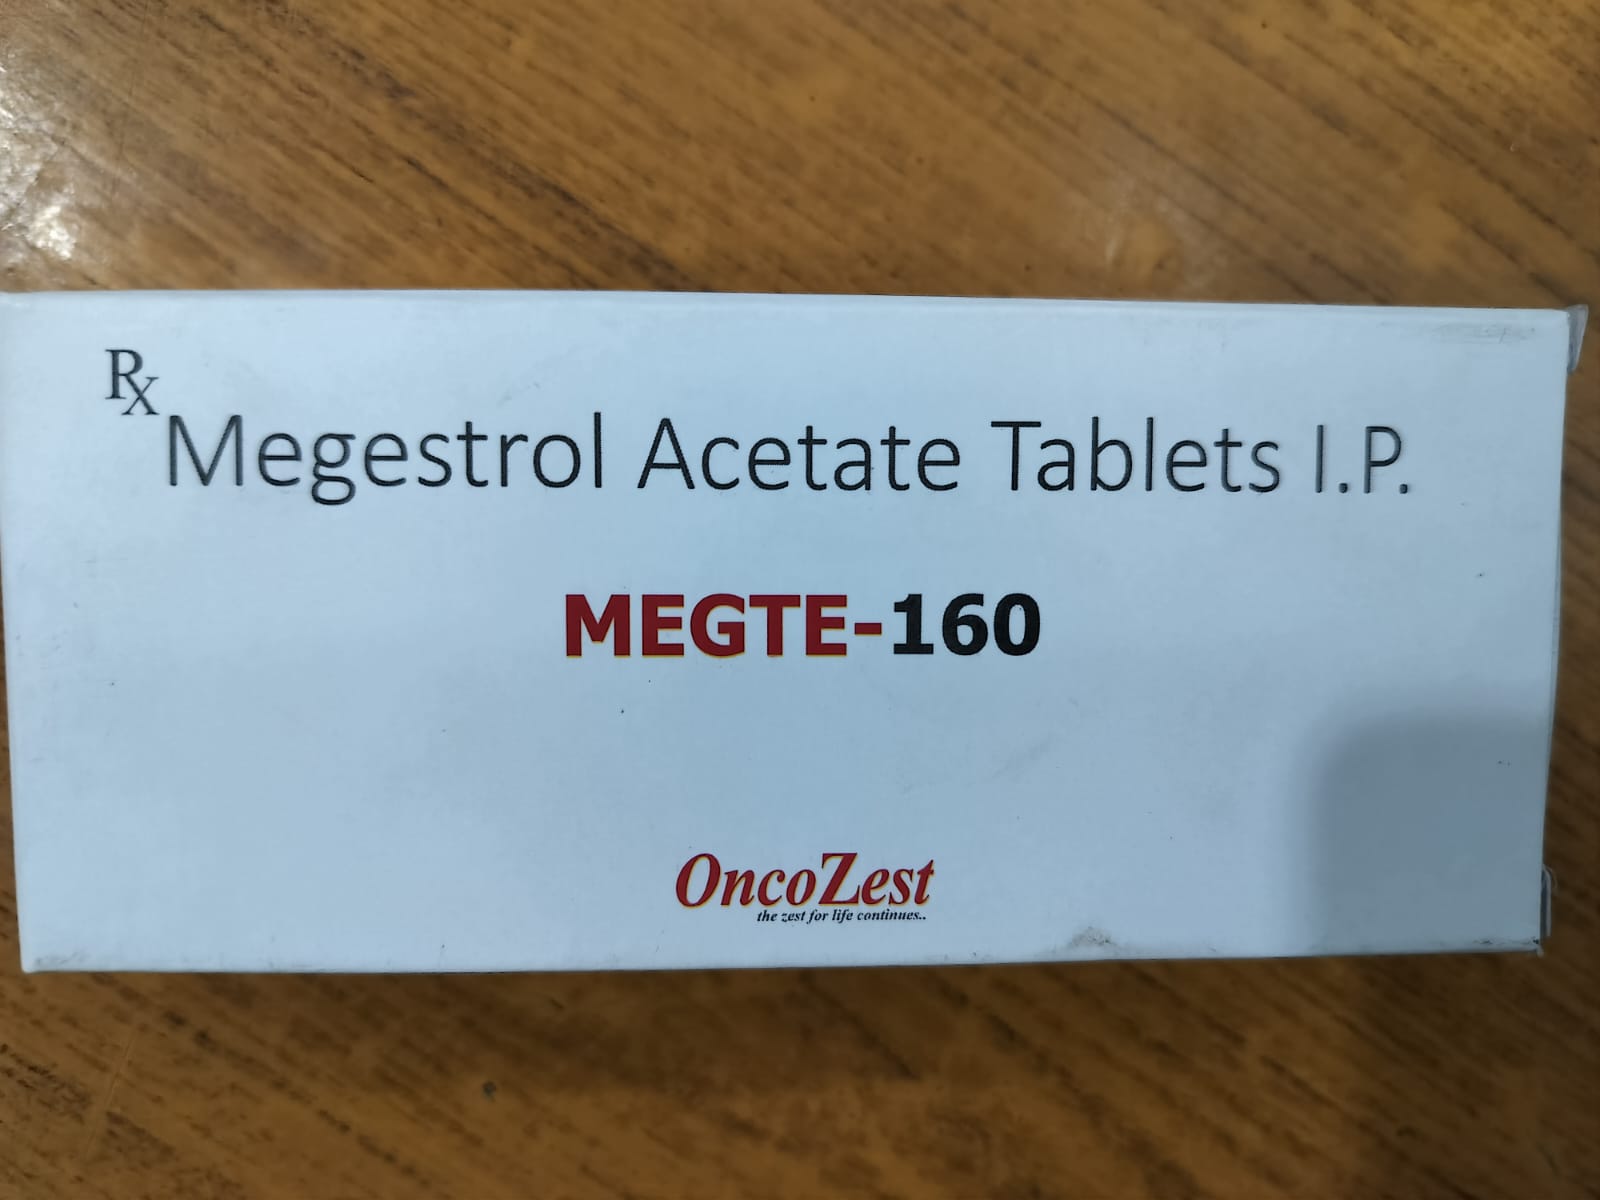 Rx
Megestrol Acetate Tablets I.P.
MEGTE-160
OncoZest
the zest for life continues..